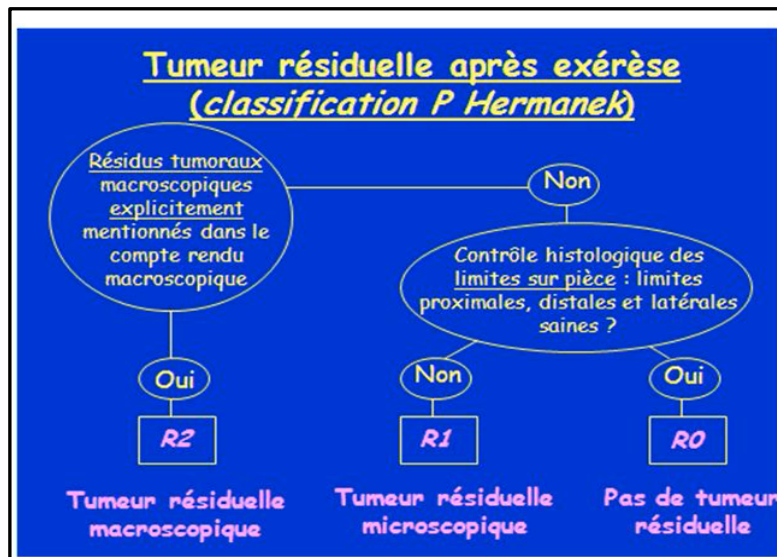 Tumeur résiduelle après exérèse
(classification P Hermanek)
Résidus tumoraux
macroscopiques
explicitement
mentionnés dans le
compte rendu
macroscopique
Non
Contrôle histologique des
limites sur pièce : limites
proximales, distales et latérales
saines ?
Oui
Non
Oui
R2
R1
R0
Tumeur résiduelle
macroscopique
Tumeur résiduelle
microscopique
Pas de tumeur
résiduelle